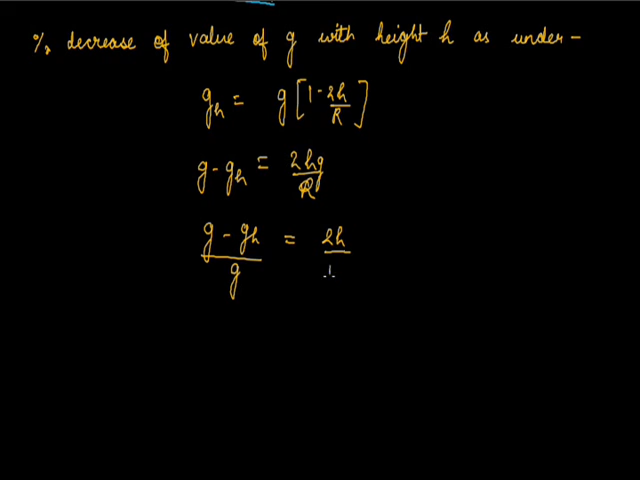 % decrease of value of g with height h as under -
gₕ = g[1 - 2h/R]
g - gₕ = 2hg/R
(g - gₕ)/g = 2h/